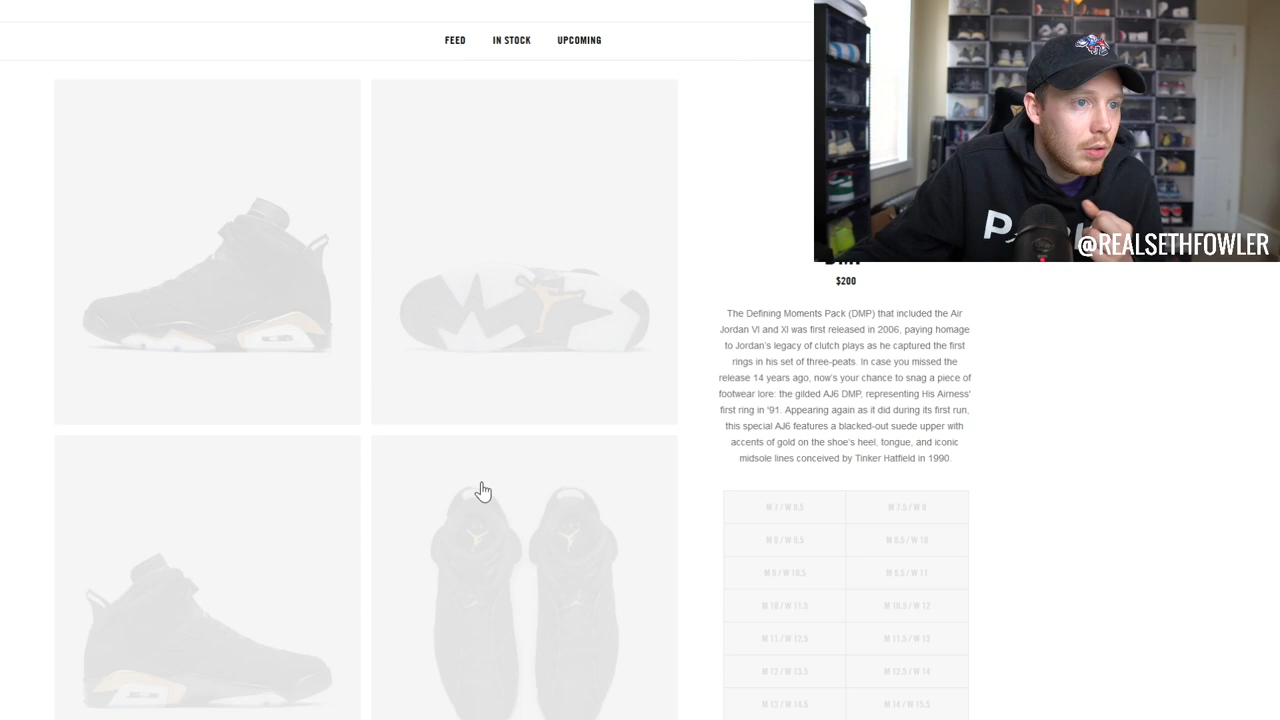 FEED IN STOCK UPCOMING
@REALSETHFOWLER
$200
The Defining Moments Pack (DMP) that included the Air
Jordan VI and XI was first released in 2006, paying homage
to Jordan's legacy of clutch plays as he captured the first
rings in his set of three-peats. In case you missed the
release 14 years ago, now's your chance to snag a piece of
footwear lore: the gilded AJ6 DMP, representing His Airness'
first ring in '91. Appearing again as it did during its first run,
this special AJ6 features a blacked-out suede upper with
accents of gold on the shoe's heel, tongue, and iconic
midsole lines conceived by Tinker Hatfield in 1990.
M 7 / W 8.5 M 7.5 / W 9
M 8 / W 9.5 M 8.5 / W 10
M 9 / W 10.5 M 9.5 / W 11
M 10 / W 11.5 M 10.5 / W 12
M 11 / W 12.5 M 11.5 / W 13
M 12 / W 13.5 M 12.5 / W 14
M 13 / W 14.5 M 14 / W 15.5